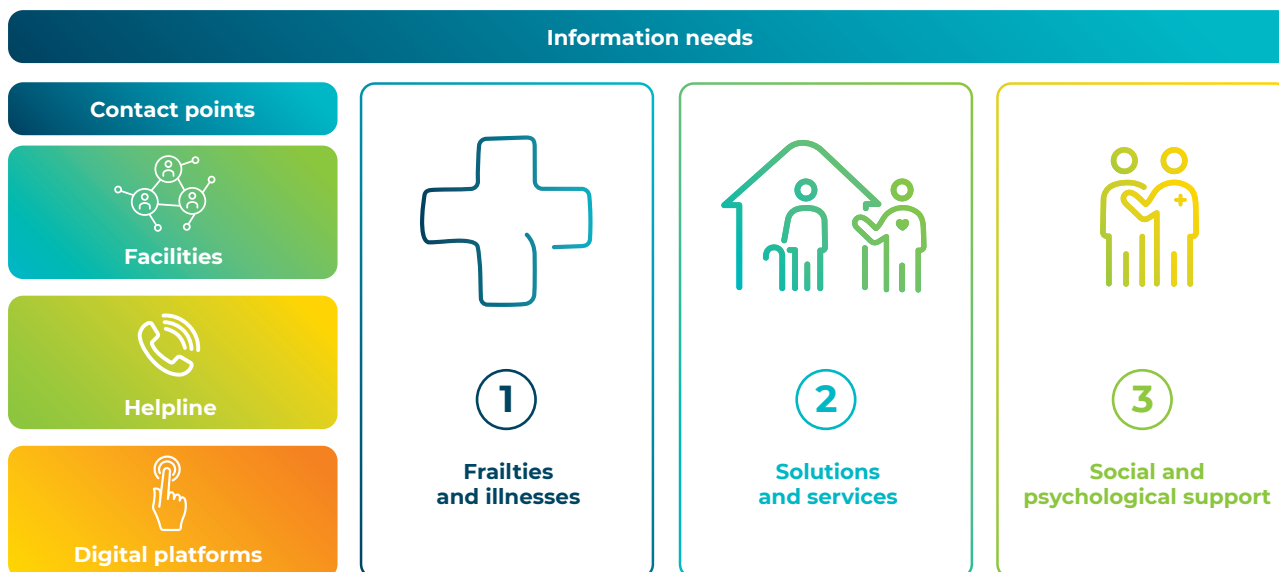 Information needs
Contact points
Facilities
Helpline
Digital platforms
1
Frailties
and illnesses
2
Solutions
and services
3
Social and
psychological support